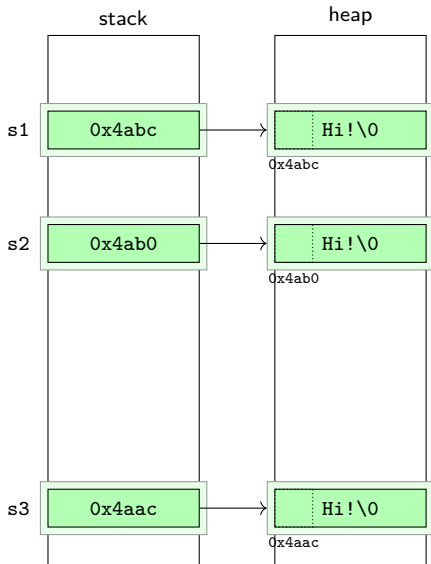 stack heap
s1 0x4abc Hi!\0
0x4abc
s2 0x4ab0 Hi!\0
0x4ab0
s3 0x4aac Hi!\0
0x4aac